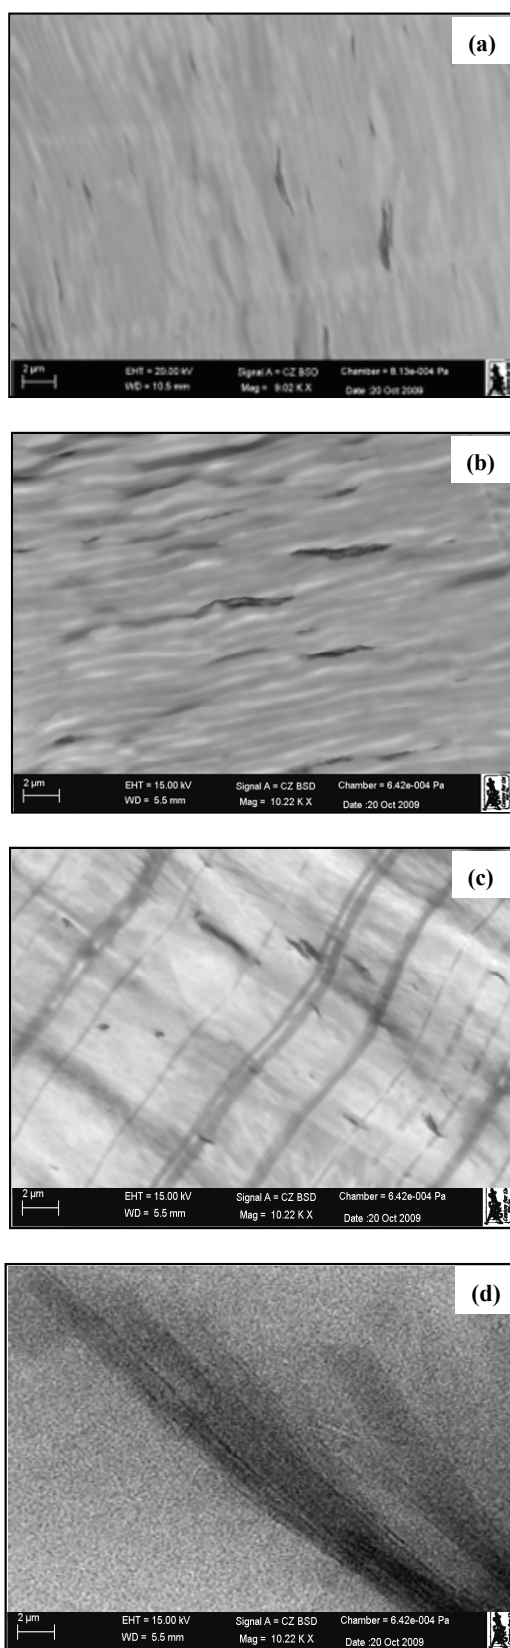 (a)
2 µm
EHT = 20.00 kV Signal A = CZ BSD Chamber = 8.13e-004 Pa
WD = 10.5 mm Mag = 9.02 K X Date :20 Oct 2009
(b)
2 µm
EHT = 15.00 kV Signal A = CZ BSD Chamber = 6.42e-004 Pa
WD = 5.5 mm Mag = 10.22 K X Date :20 Oct 2009
(c)
2 µm
EHT = 15.00 kV Signal A = CZ BSD Chamber = 6.42e-004 Pa
WD = 5.5 mm Mag = 10.22 K X Date :20 Oct 2009
(d)
2 µm
EHT = 15.00 kV Signal A = CZ BSD Chamber = 6.42e-004 Pa
WD = 5.5 mm Mag = 10.22 K X Date :20 Oct 2009